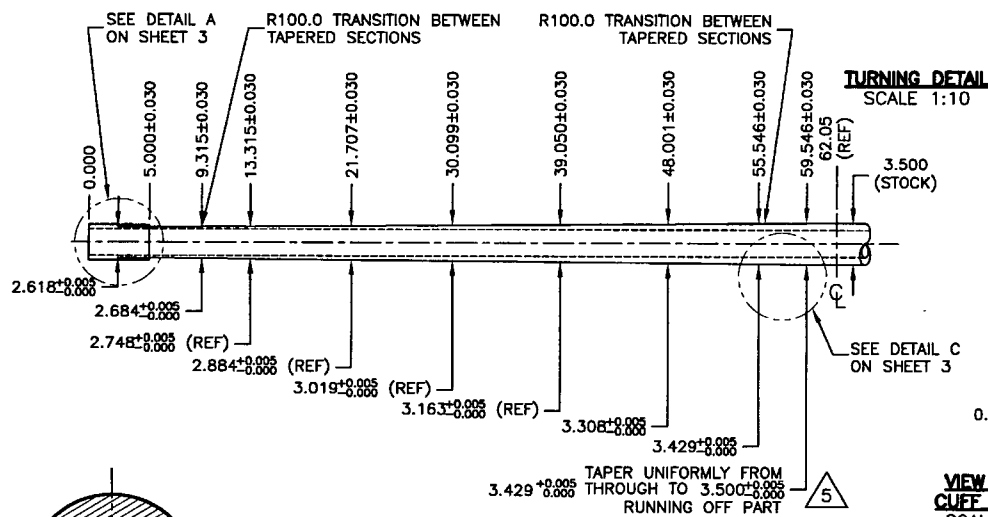 SEE DETAIL A
ON SHEET 3
R100.0 TRANSITION BETWEEN
TAPERED SECTIONS
R100.0 TRANSITION BETWEEN
TAPERED SECTIONS
TURNING DETAIL
SCALE 1:10
0.000
5.000±0.030
9.315±0.030
13.315±0.030
21.707±0.030
30.099±0.030
39.050±0.030
48.001±0.030
55.546±0.030
59.546±0.030
62.05
(REF)
3.500
(STOCK)
2.618 +0.005 -0.000
2.684 +0.005 -0.000
2.748 +0.005 -0.000 (REF)
2.884 +0.005 -0.000 (REF)
3.019 +0.005 -0.000 (REF)
3.163 +0.005 -0.000 (REF)
3.308 +0.005 -0.000
3.429 +0.005 -0.000
℄
SEE DETAIL C
ON SHEET 3
0.
TAPER UNIFORMLY FROM
3.429 +0.005 0.000 THROUGH TO 3.500 +0.005 -0.000
RUNNING OFF PART
5
VIEW
CUFF